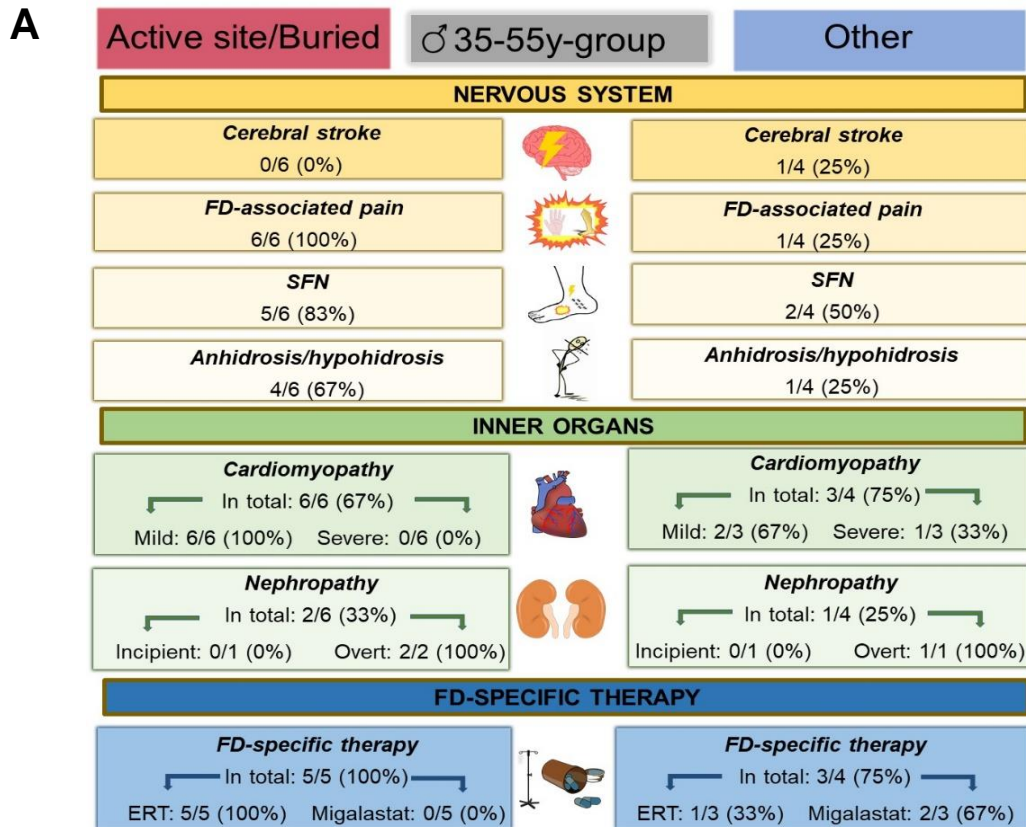 A
Active site/Buried
♂ 35-55y-group
Other
NERVOUS SYSTEM
Cerebral stroke
0/6 (0%)
Cerebral stroke
1/4 (25%)
FD-associated pain
6/6 (100%)
FD-associated pain
1/4 (25%)
SFN
5/6 (83%)
SFN
2/4 (50%)
Anhidrosis/hypohidrosis
4/6 (67%)
Anhidrosis/hypohidrosis
1/4 (25%)
INNER ORGANS
Cardiomyopathy
In total: 6/6 (67%)
Mild: 6/6 (100%) Severe: 0/6 (0%)
Cardiomyopathy
In total: 3/4 (75%)
Mild: 2/3 (67%) Severe: 1/3 (33%)
Nephropathy
In total: 2/6 (33%)
Incipient: 0/1 (0%) Overt: 2/2 (100%)
Nephropathy
In total: 1/4 (25%)
Incipient: 0/1 (0%) Overt: 1/1 (100%)
FD-SPECIFIC THERAPY
FD-specific therapy
In total: 5/5 (100%)
ERT: 5/5 (100%) Migalastat: 0/5 (0%)
FD-specific therapy
In total: 3/4 (75%)
ERT: 1/3 (33%) Migalastat: 2/3 (67%)